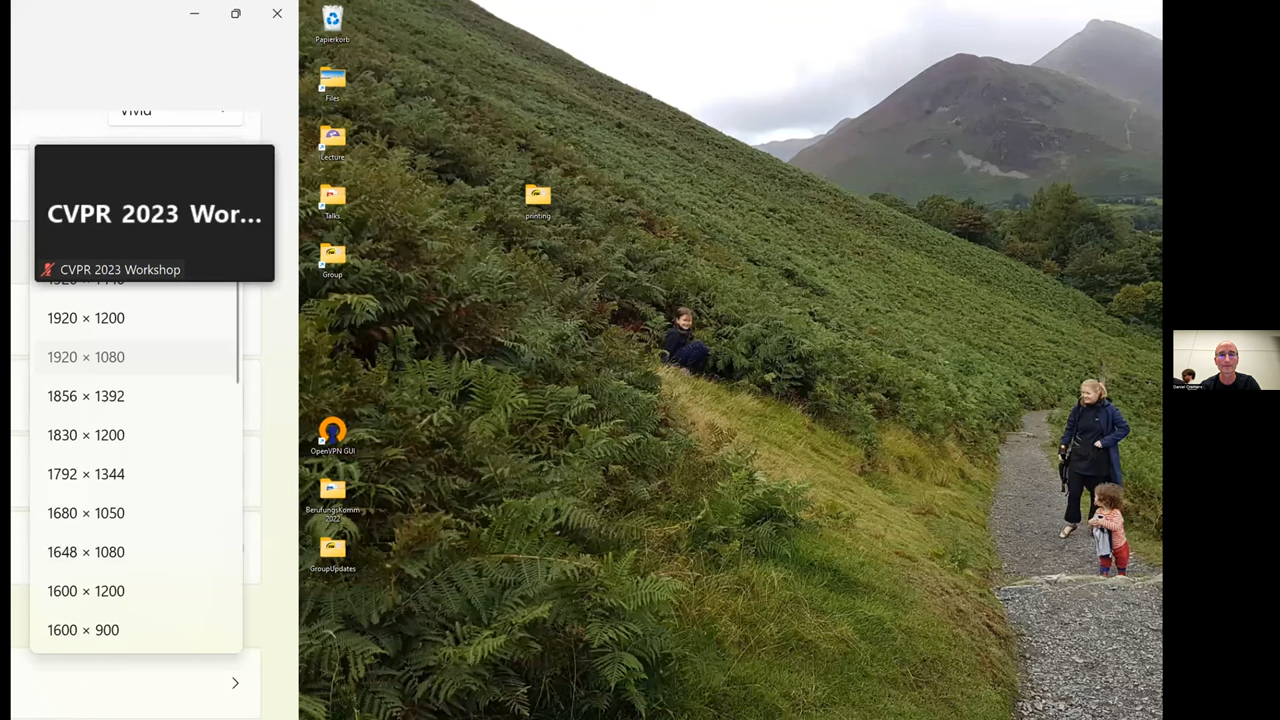 Vivid
CVPR 2023 Wor...
CVPR 2023 Workshop
1920 × 1200
1920 × 1080
1856 × 1392
1830 × 1200
1792 × 1344
1680 × 1050
1648 × 1080
1600 × 1200
1600 × 900
Papierkorb
Files
Lecture
Talks
printing
Group
OpenVPN GUI
BerufungsKomm
2022
GroupUpdates